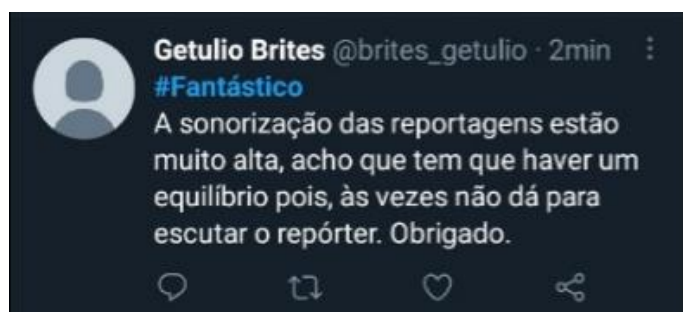 Getulio Brites @brites_getulio · 2min
#Fantástico
A sonorização das reportagens estão
muito alta, acho que tem que haver um
equilíbrio pois, às vezes não dá para
escutar o repórter. Obrigado.